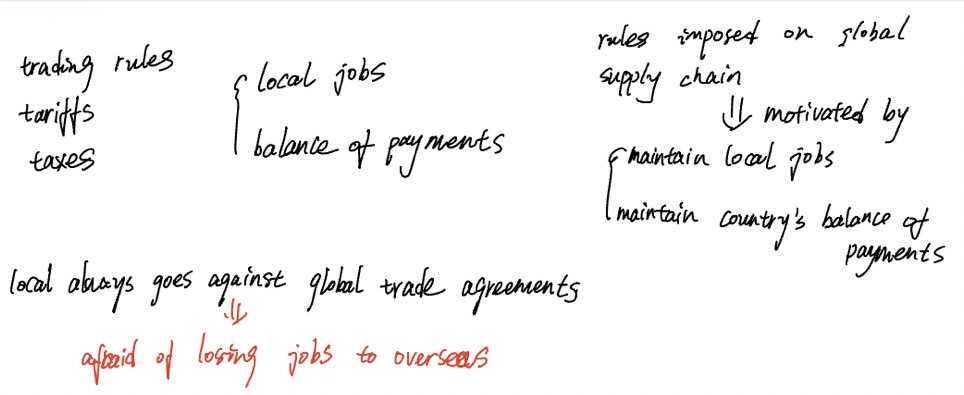 trading rules
tariffs
taxes
local jobs
balance of payments
rules imposed on global
supply chain
⇓ motivated by
maintain local jobs
maintain country's balance of
payments
local always goes against global trade agreements
⇓
afraid of losing jobs to overseas